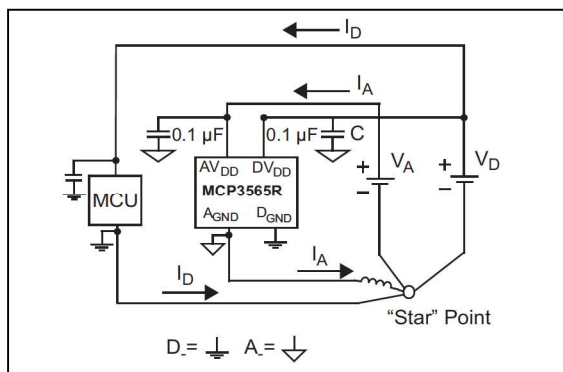 I_D
I_A
0.1 µF
0.1 µF
C
AV_DD DV_DD
MCP3565R
A_GND D_GND
MCU
V_A
V_D
+
–
+
–
I_A
I_D
"Star" Point
D-= A-=